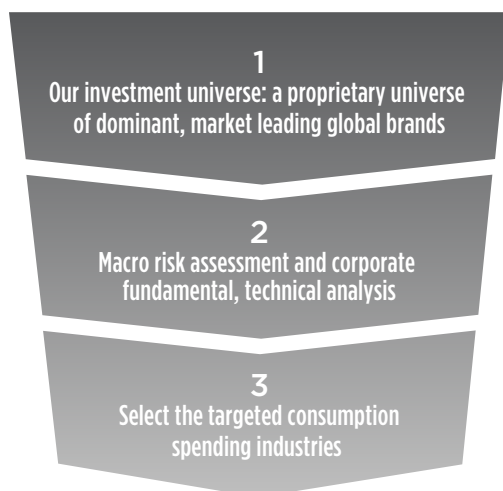 1
Our investment universe: a proprietary universe
of dominant, market leading global brands
2
Macro risk assessment and corporate
fundamental, technical analysis
3
Select the targeted consumption
spending industries